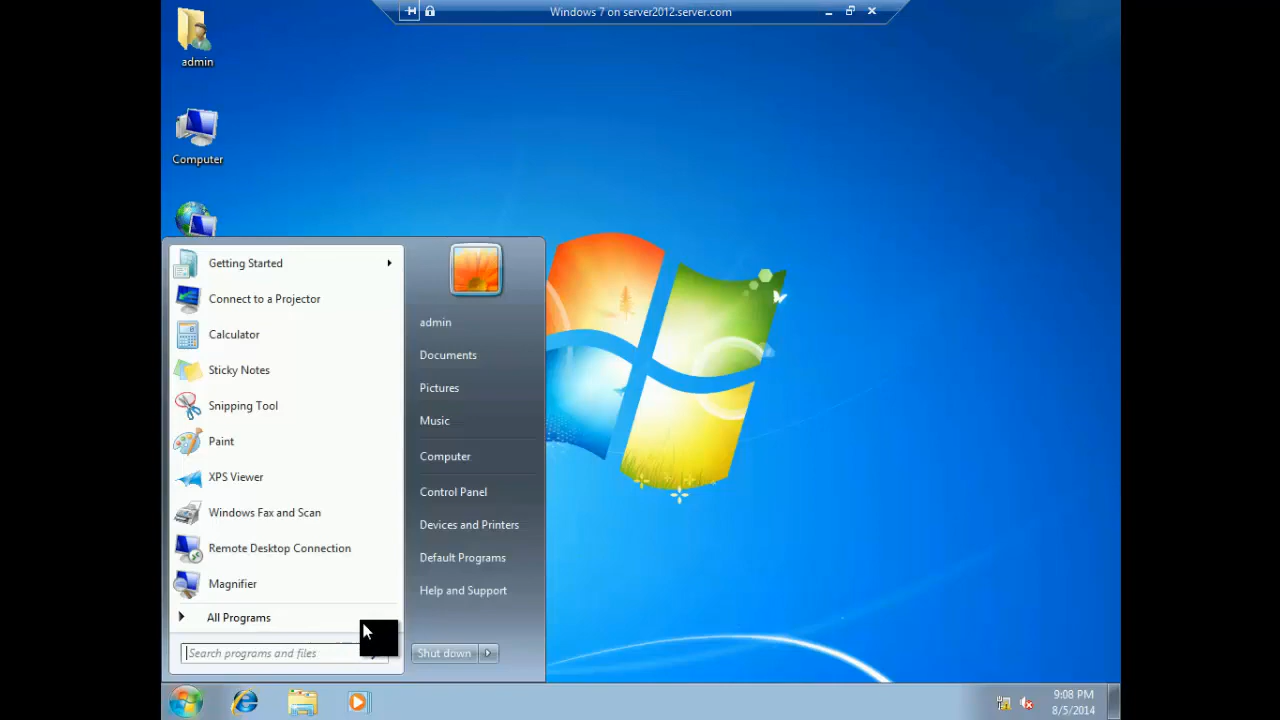 Windows 7 on server2012.server.com
admin
Computer
Getting Started
Connect to a Projector
Calculator
Sticky Notes
Snipping Tool
Paint
XPS Viewer
Windows Fax and Scan
Remote Desktop Connection
Magnifier
All Programs
Search programs and files
admin
Documents
Pictures
Music
Computer
Control Panel
Devices and Printers
Default Programs
Help and Support
Shut down
9:08 PM
8/5/2014